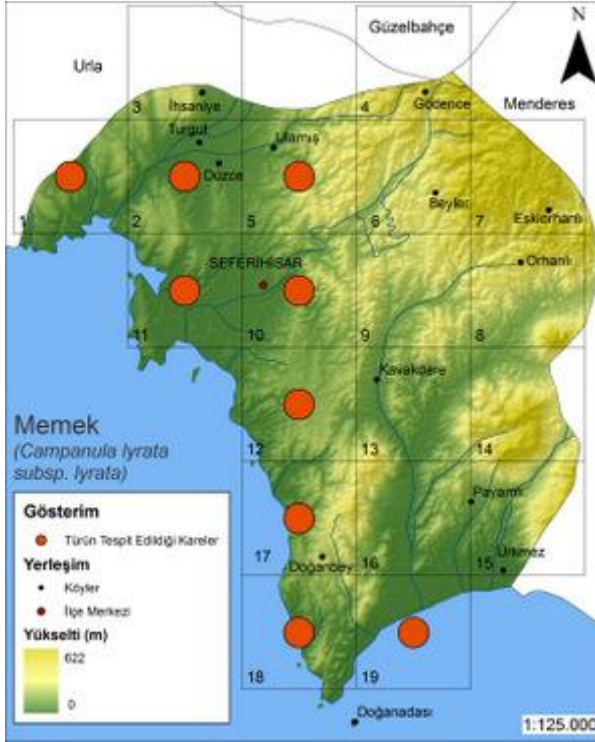 Güzelbahçe
N
Urla
3
İhsaniye
4
Gödence
Menderes
Turgut
Ulamış
Düzce
Beyler
Eskiorhanlı
1
2
5
6
7
SEFERİHİSAR
Orhanlı
11
10
9
8
Kavakdere
Memek
(Campanula lyrata
subsp. lyrata)
12
13
14
Payamlı
Gösterim
Türün Tespit Edildiği Kareler
Yerleşim
Köyler
İlçe Merkezi
Yükselti (m)
622
0
Doğanbey
Ürkmez
17
16
15
18
19
Doğanadası
1:125.000